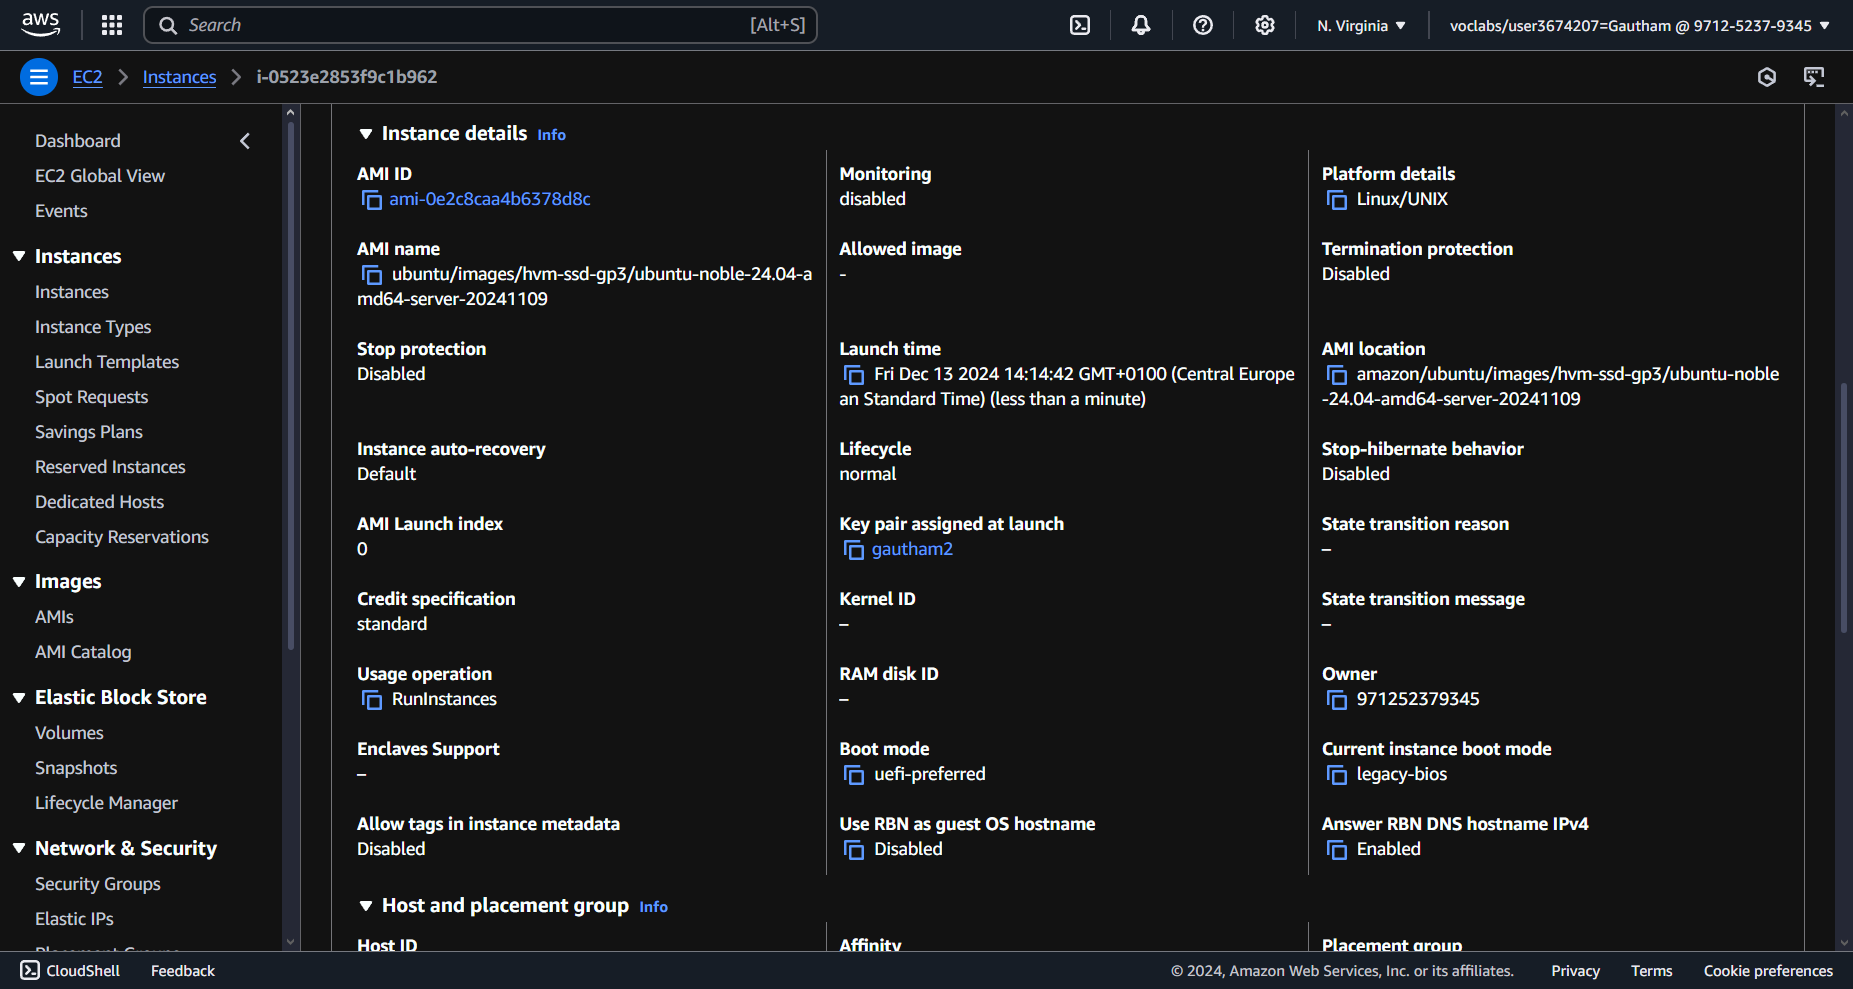 aws
Search
[Alt+S]
N. Virginia
voclabs/user3674207=Gautham @ 9712-5237-9345
EC2
Instances
i-0523e2853f9c1b962
Dashboard
EC2 Global View
Events
Instances
Instances
Instance Types
Launch Templates
Spot Requests
Savings Plans
Reserved Instances
Dedicated Hosts
Capacity Reservations
Images
AMIs
AMI Catalog
Elastic Block Store
Volumes
Snapshots
Lifecycle Manager
Network & Security
Security Groups
Elastic IPs
Placement Groups
Instance details Info
AMI ID
ami-0e2c8caa4b6378d8c
Monitoring
disabled
Platform details
Linux/UNIX
AMI name
ubuntu/images/hvm-ssd-gp3/ubuntu-noble-24.04-a
md64-server-20241109
Allowed image
-
Termination protection
Disabled
Stop protection
Disabled
Launch time
Fri Dec 13 2024 14:14:42 GMT+0100 (Central Europe
an Standard Time) (less than a minute)
AMI location
amazon/ubuntu/images/hvm-ssd-gp3/ubuntu-noble
-24.04-amd64-server-20241109
Instance auto-recovery
Default
Lifecycle
normal
Stop-hibernate behavior
Disabled
AMI Launch index
0
Key pair assigned at launch
gautham2
State transition reason
–
Credit specification
standard
Kernel ID
–
State transition message
–
Usage operation
RunInstances
RAM disk ID
–
Owner
971252379345
Enclaves Support
–
Boot mode
uefi-preferred
Current instance boot mode
legacy-bios
Allow tags in instance metadata
Disabled
Use RBN as guest OS hostname
Disabled
Answer RBN DNS hostname IPv4
Enabled
Host and placement group Info
Host ID
Affinity
Placement group
CloudShell
Feedback
© 2024, Amazon Web Services, Inc. or its affiliates.
Privacy
Terms
Cookie preferences